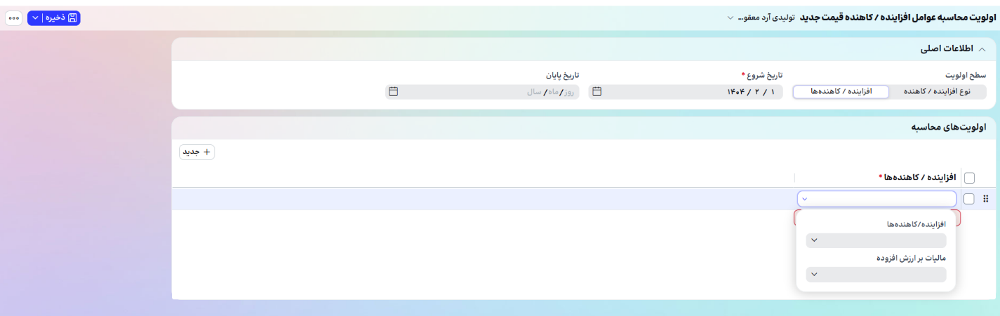 اولویت محاسبه عوامل افزاینده / کاهنده قیمت جدید تولیدی آرد معقو...
ذخیره
اطلاعات اصلی
سطح اولویت
نوع افزاینده / کاهنده
افزاینده / کاهنده‌ها
تاریخ شروع *
۱۴۰۴ / ۲ / ۱
تاریخ پایان
روز/ماه/ سال
اولویت‌های محاسبه
+ جدید
افزاینده / کاهنده‌ها *
افزاینده/کاهنده‌ها
مالیات بر ارزش افزوده